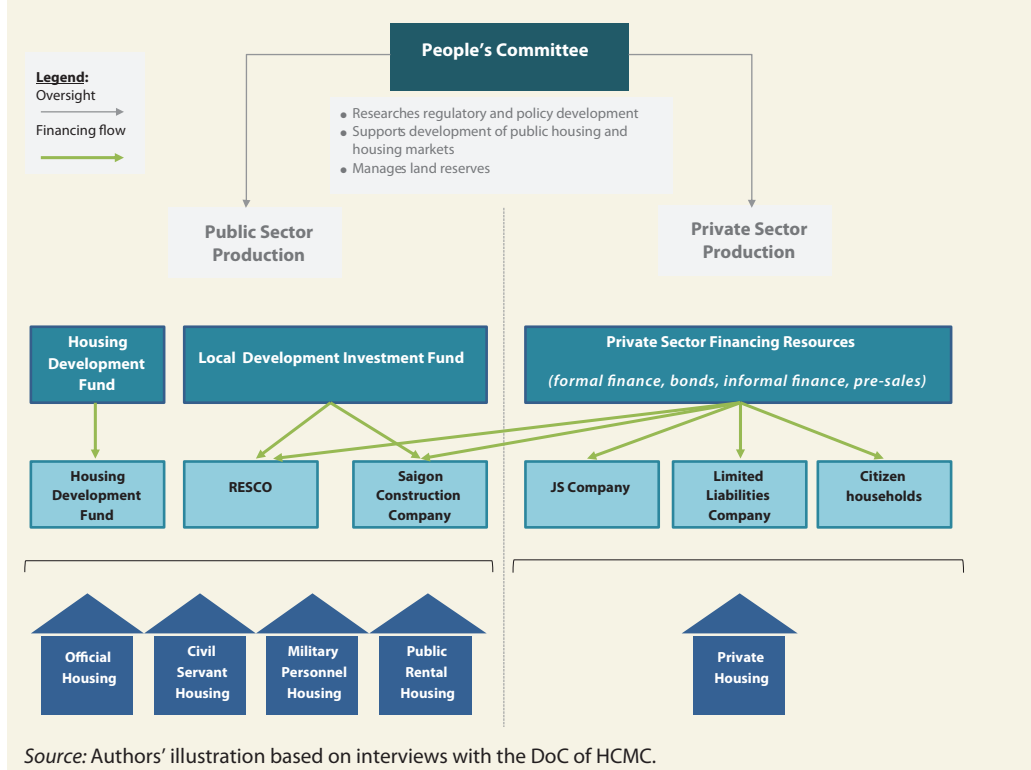 People's Committee
Legend:
Oversight
Financing flow
• Researches regulatory and policy development
• Supports development of public housing and
housing markets
• Manages land reserves
Public Sector
Production
Private Sector
Production
Housing
Development
Fund
Local Development Investment Fund
Private Sector Financing Resources
(formal finance, bonds, informal finance, pre-sales)
Housing
Development
Fund
RESCO
Saigon
Construction
Company
JS Company
Limited
Liabilities
Company
Citizen
households
Official
Housing
Civil
Servant
Housing
Military
Personnel
Housing
Public
Rental
Housing
Private
Housing
Source: Authors' illustration based on interviews with the DoC of HCMC.